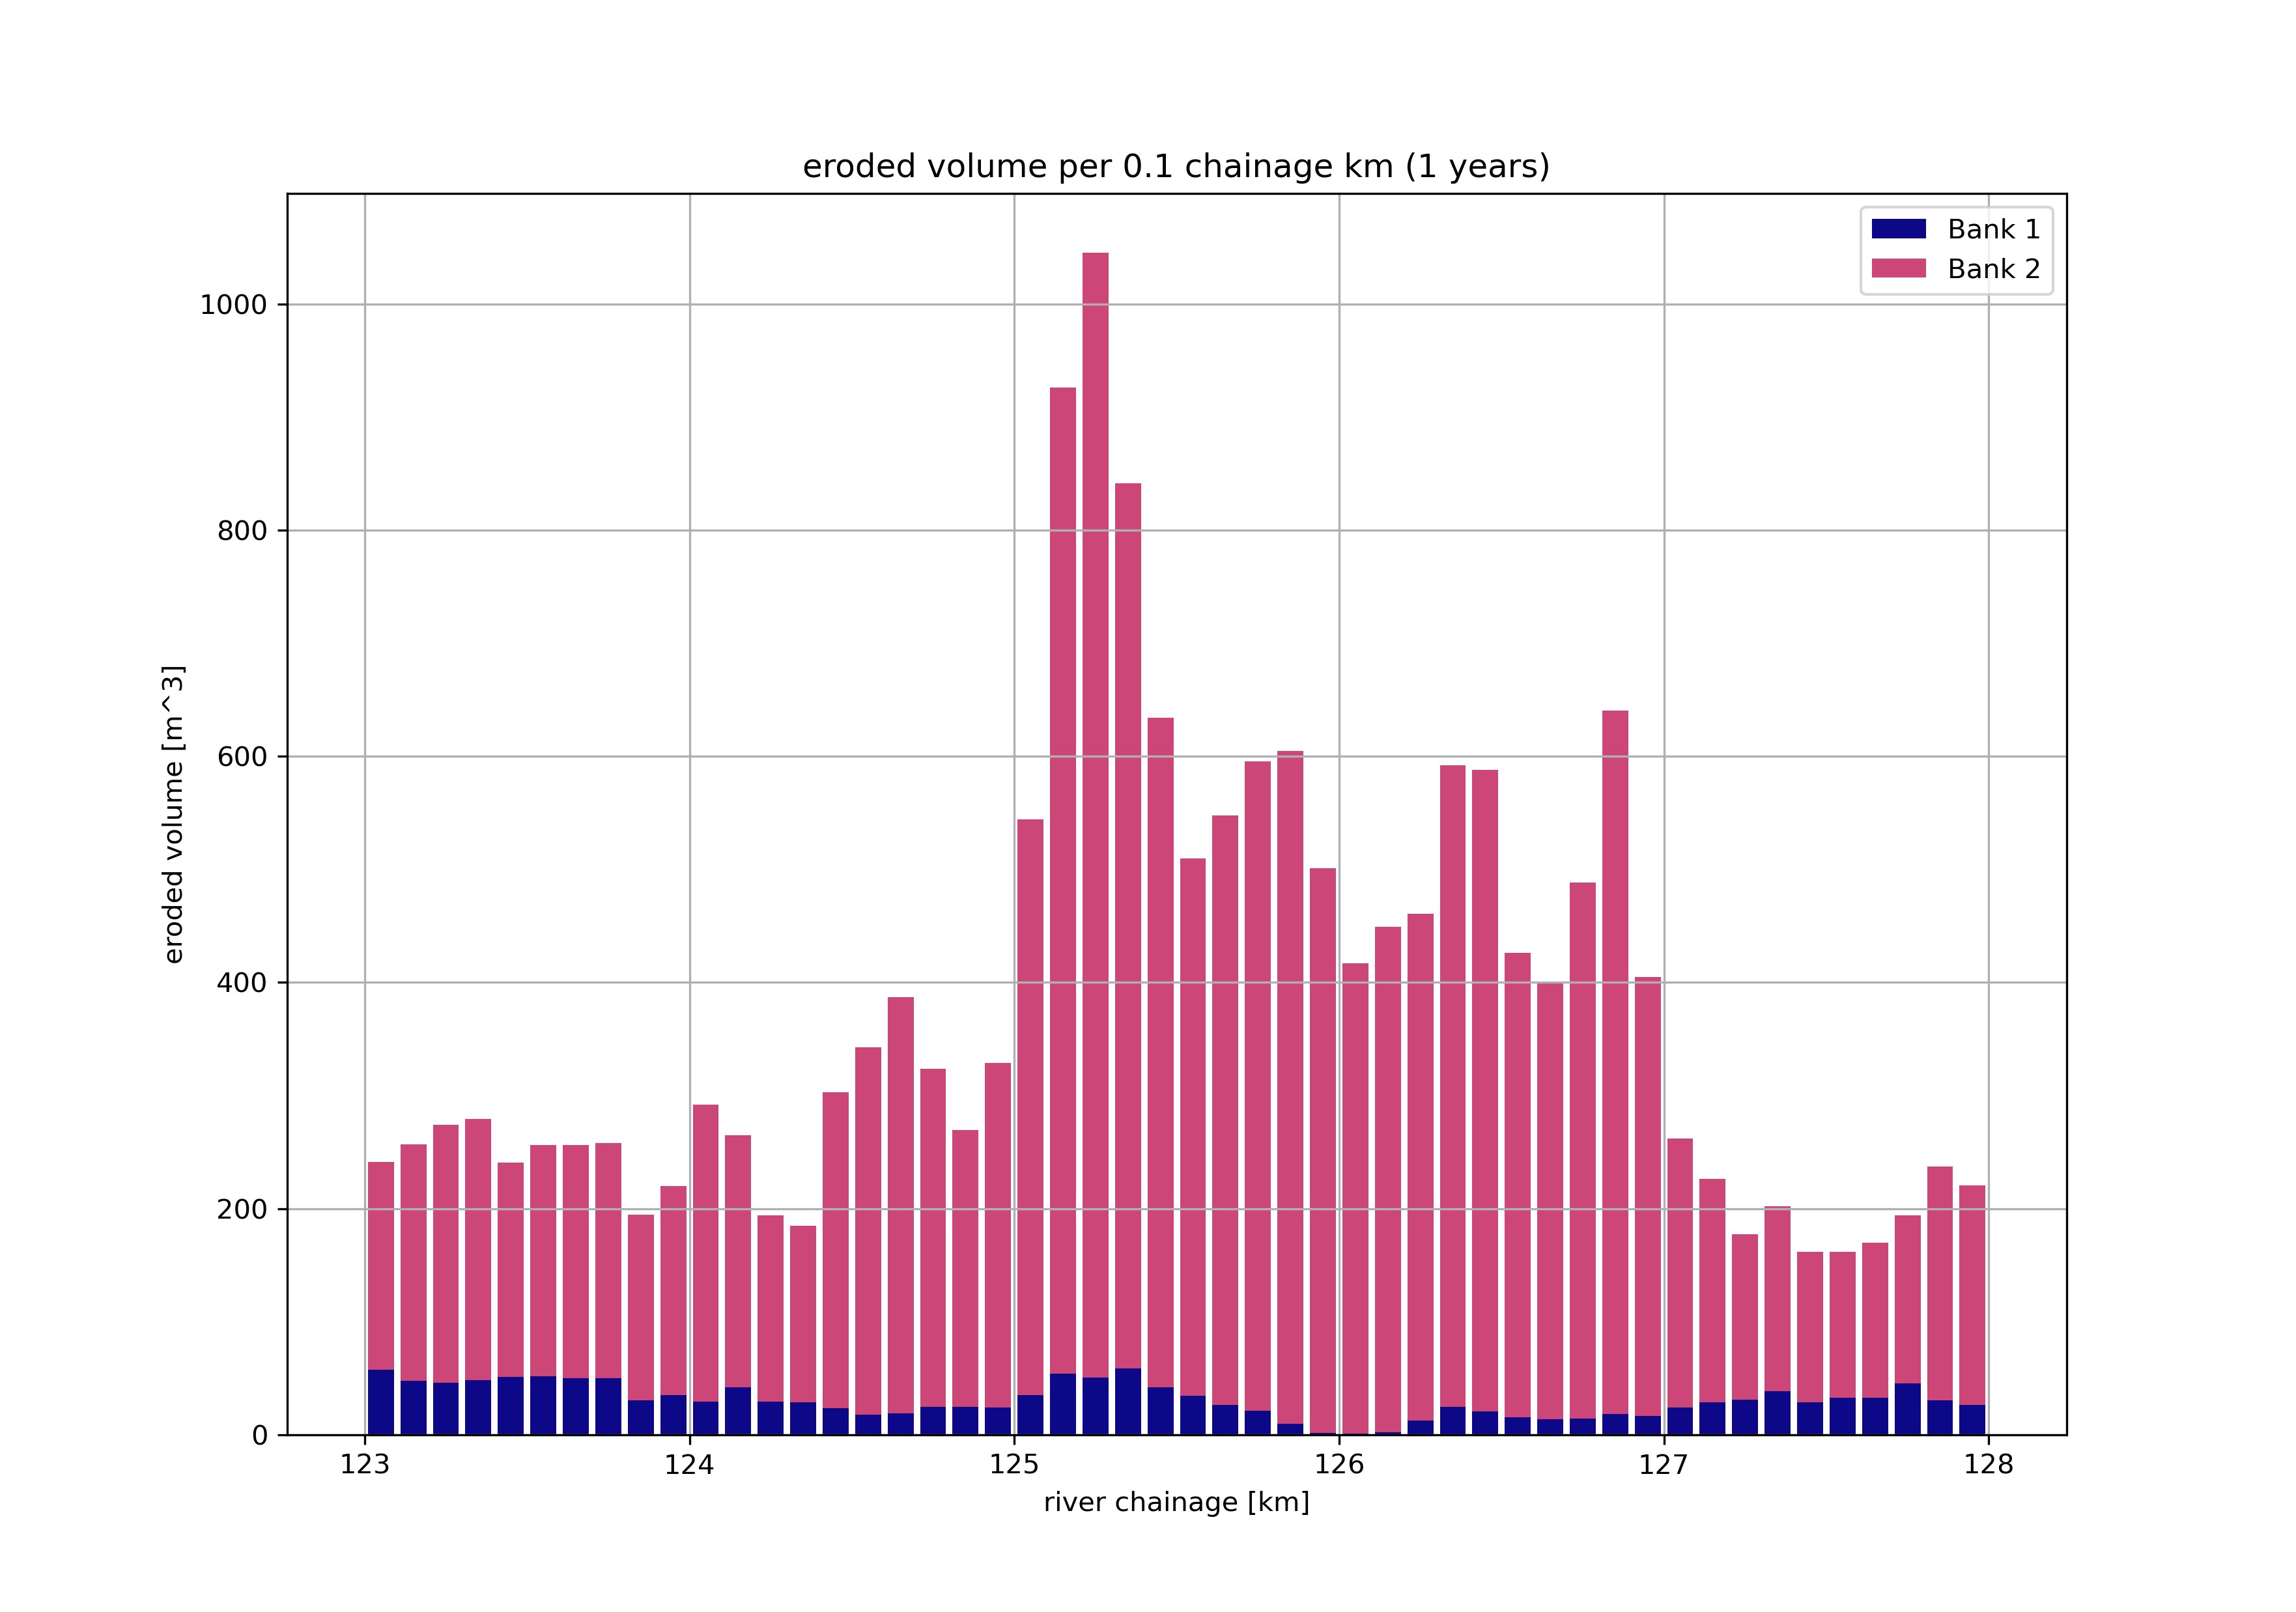 eroded volume per 0.1 chainage km (1 years)
Bank 1
Bank 2
1000
800
600
400
200
0
eroded volume [m^3]
123 124 125 126 127 128
river chainage [km]